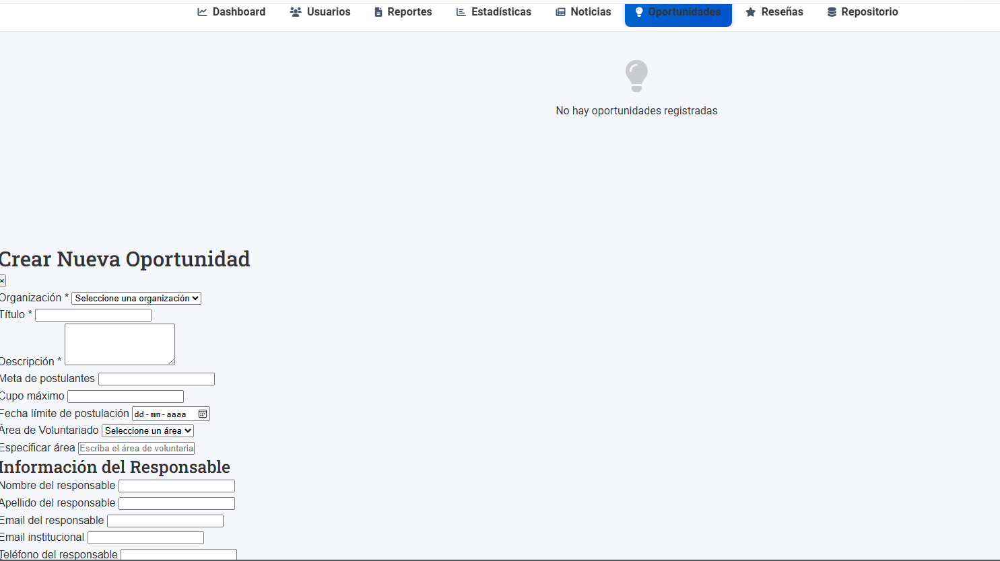 Dashboard Usuarios Reportes Estadísticas Noticias Oportunidades Reseñas Repositorio
No hay oportunidades registradas
Crear Nueva Oportunidad
×
Organización * Seleccione una organización
Título *
Descripción *
Meta de postulantes
Cupo máximo
Fecha límite de postulación dd-mm-aaaa
Área de Voluntariado Seleccione un área
Especificar área Escriba el área de voluntaria
Información del Responsable
Nombre del responsable
Apellido del responsable
Email del responsable
Email institucional
Teléfono del responsable